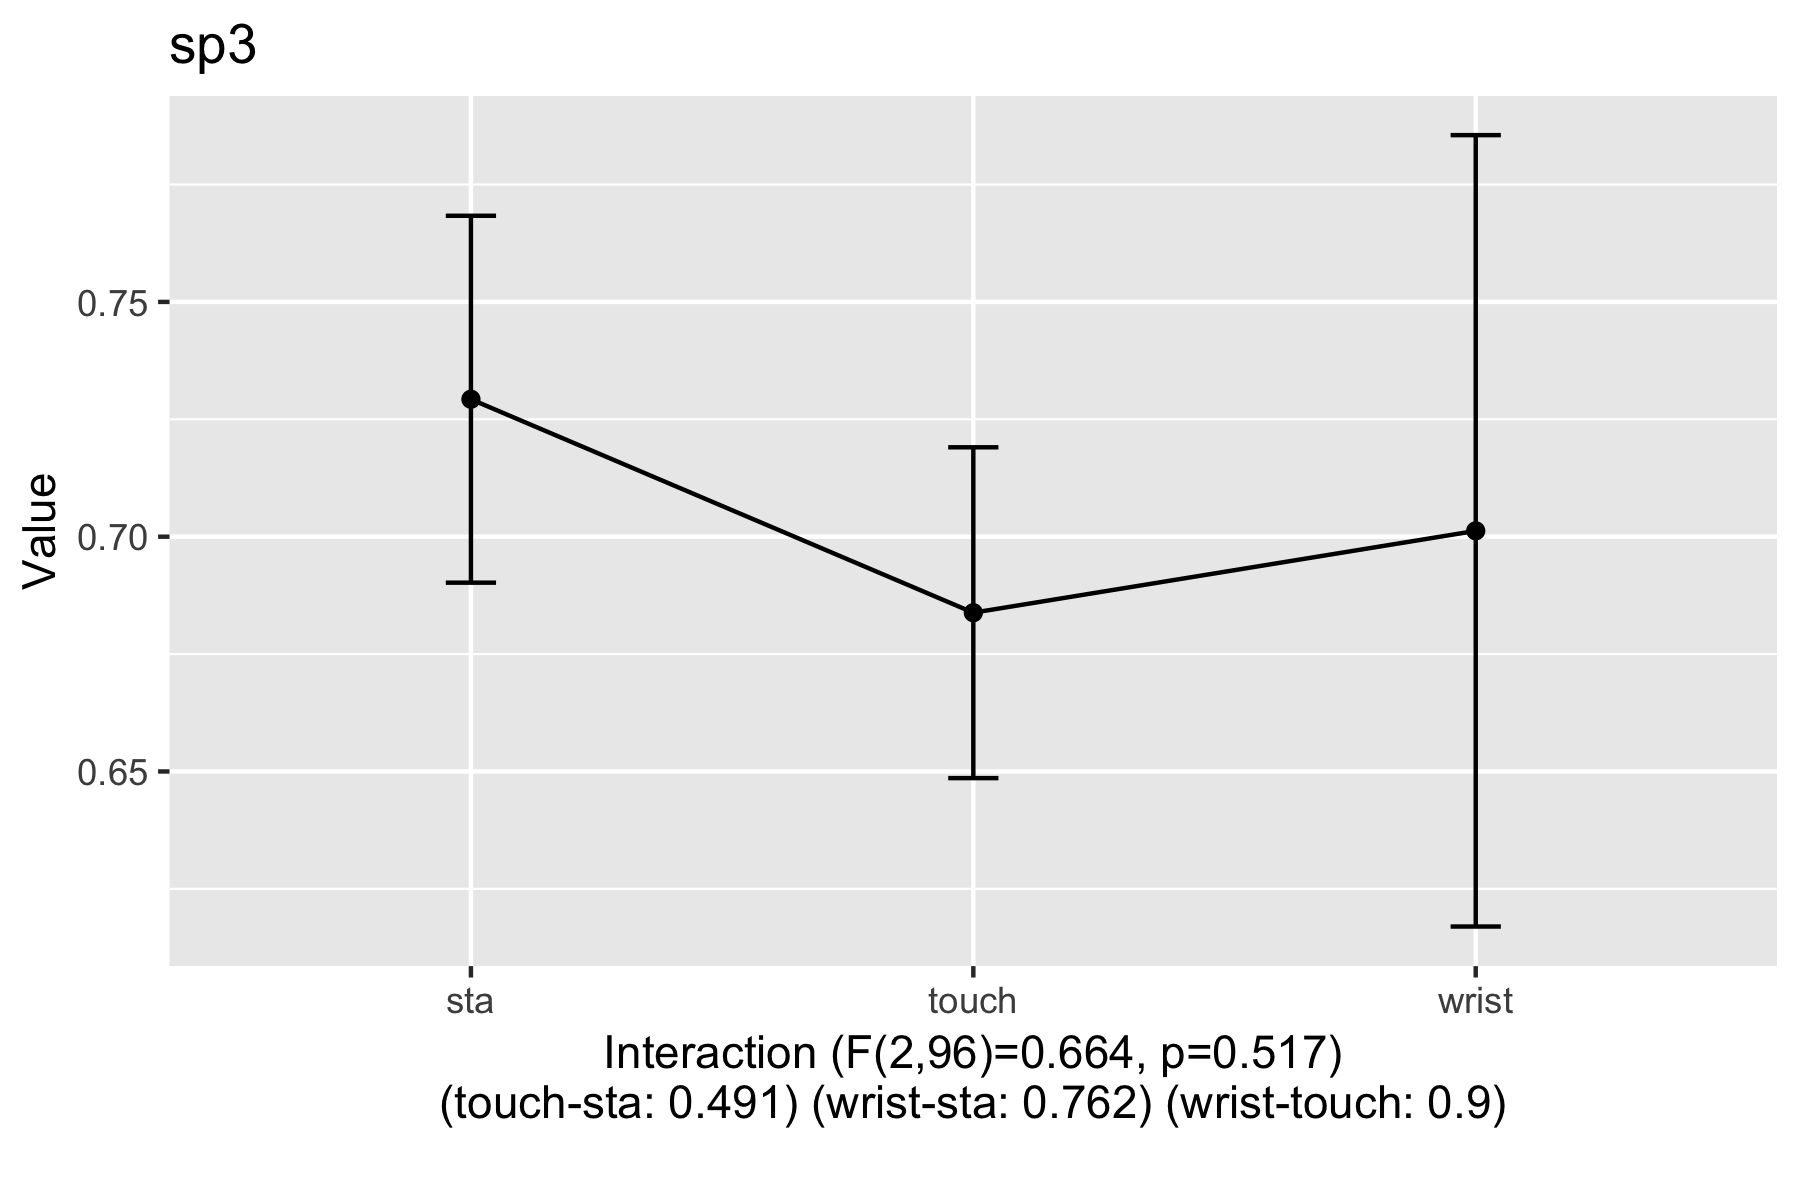 sp3
Value
0.75
0.70
0.65
sta touch wrist
Interaction (F(2,96)=0.664, p=0.517)
(touch-sta: 0.491) (wrist-sta: 0.762) (wrist-touch: 0.9)